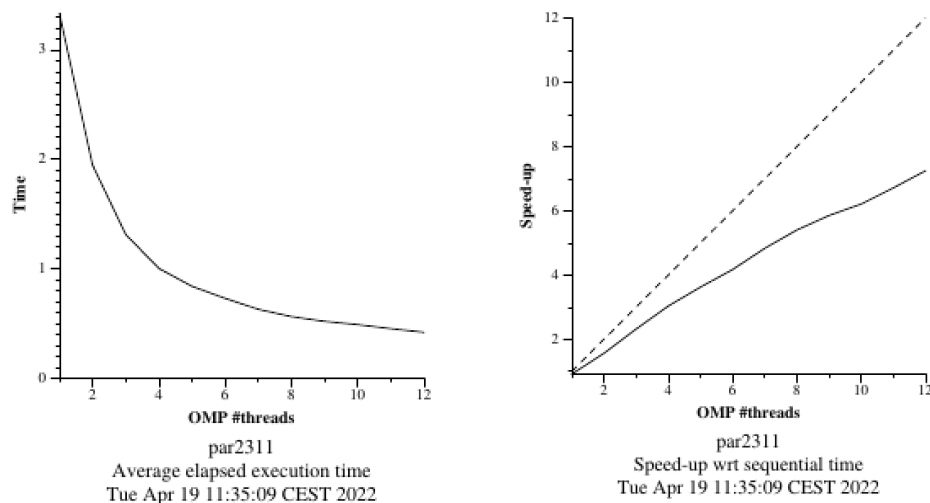 3
2
1
0
Time
2
4
6
8
10
12
OMP #threads
par2311
Average elapsed execution time
Tue Apr 19 11:35:09 CEST 2022
12
10
8
6
4
2
Speed-up
2
4
6
8
10
12
OMP #threads
par2311
Speed-up wrt sequential time
Tue Apr 19 11:35:09 CEST 2022